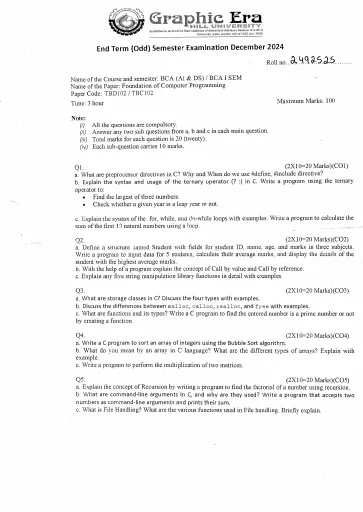 Graphic Era
HILL UNIVERSITY
End Term (Odd) Semester Examination December 2024
Roll no. 2492525
Name of the Course and semester: BCA (AI & DS) / BCA I SEM
Name of the Paper: Foundation of Computer Programming
Paper Code: TBD102 / TBC102
Time: 3 hour Maximum Marks: 100
Note:
(i) All the questions are compulsory.
(ii) Answer any two sub questions from a, b and c in each main question.
(iii) Total marks for each question is 20 (twenty).
(iv) Each sub-question carries 10 marks.
Q1. (2X10=20 Marks)(CO1)
a. What are preprocessor directives in C? Why and When do we use #define, #include directive?
b. Explain the syntax and usage of the ternary operator (? :) in C. Write a program using the ternary
operator to:
• Find the largest of three numbers.
• Check whether a given year is a leap year or not.
c. Explain the syntax of the for, while, and do-while loops with examples. Write a program to calculate the
sum of the first 10 natural numbers using a loop.
Q2. (2X10=20 Marks)(CO2)
a. Define a structure named Student with fields for student ID, name, age, and marks in three subjects.
Write a program to input data for 5 students, calculate their average marks, and display the details of the
student with the highest average marks.
b. With the help of a program explain the concept of Call by value and Call by reference.
c. Explain any five string manipulation library functions in detail with examples.
Q3. (2X10=20 Marks)(CO3)
a. What are storage classes in C? Discuss the four types with examples.
b. Discuss the differences between malloc, calloc, realloc, and free with examples.
c. What are functions and its types? Write a C program to find the entered number is a prime number or not
by creating a function.
Q4. (2X10=20 Marks)(CO4)
a. Write a C program to sort an array of integers using the Bubble Sort algorithm.
b. What do you mean by an array in C language? What are the different types of arrays? Explain with
example.
c. Write a program to perform the multiplication of two matrices.
Q5. (2X10=20 Marks)(CO5)
a. Explain the concept of Recursion by writing a program to find the factorial of a number using recursion.
b. What are command-line arguments in C, and why are they used? Write a program that accepts two
numbers as command-line arguments and prints their sum.
c. What is File Handling? What are the various functions used in File handling. Briefly explain.